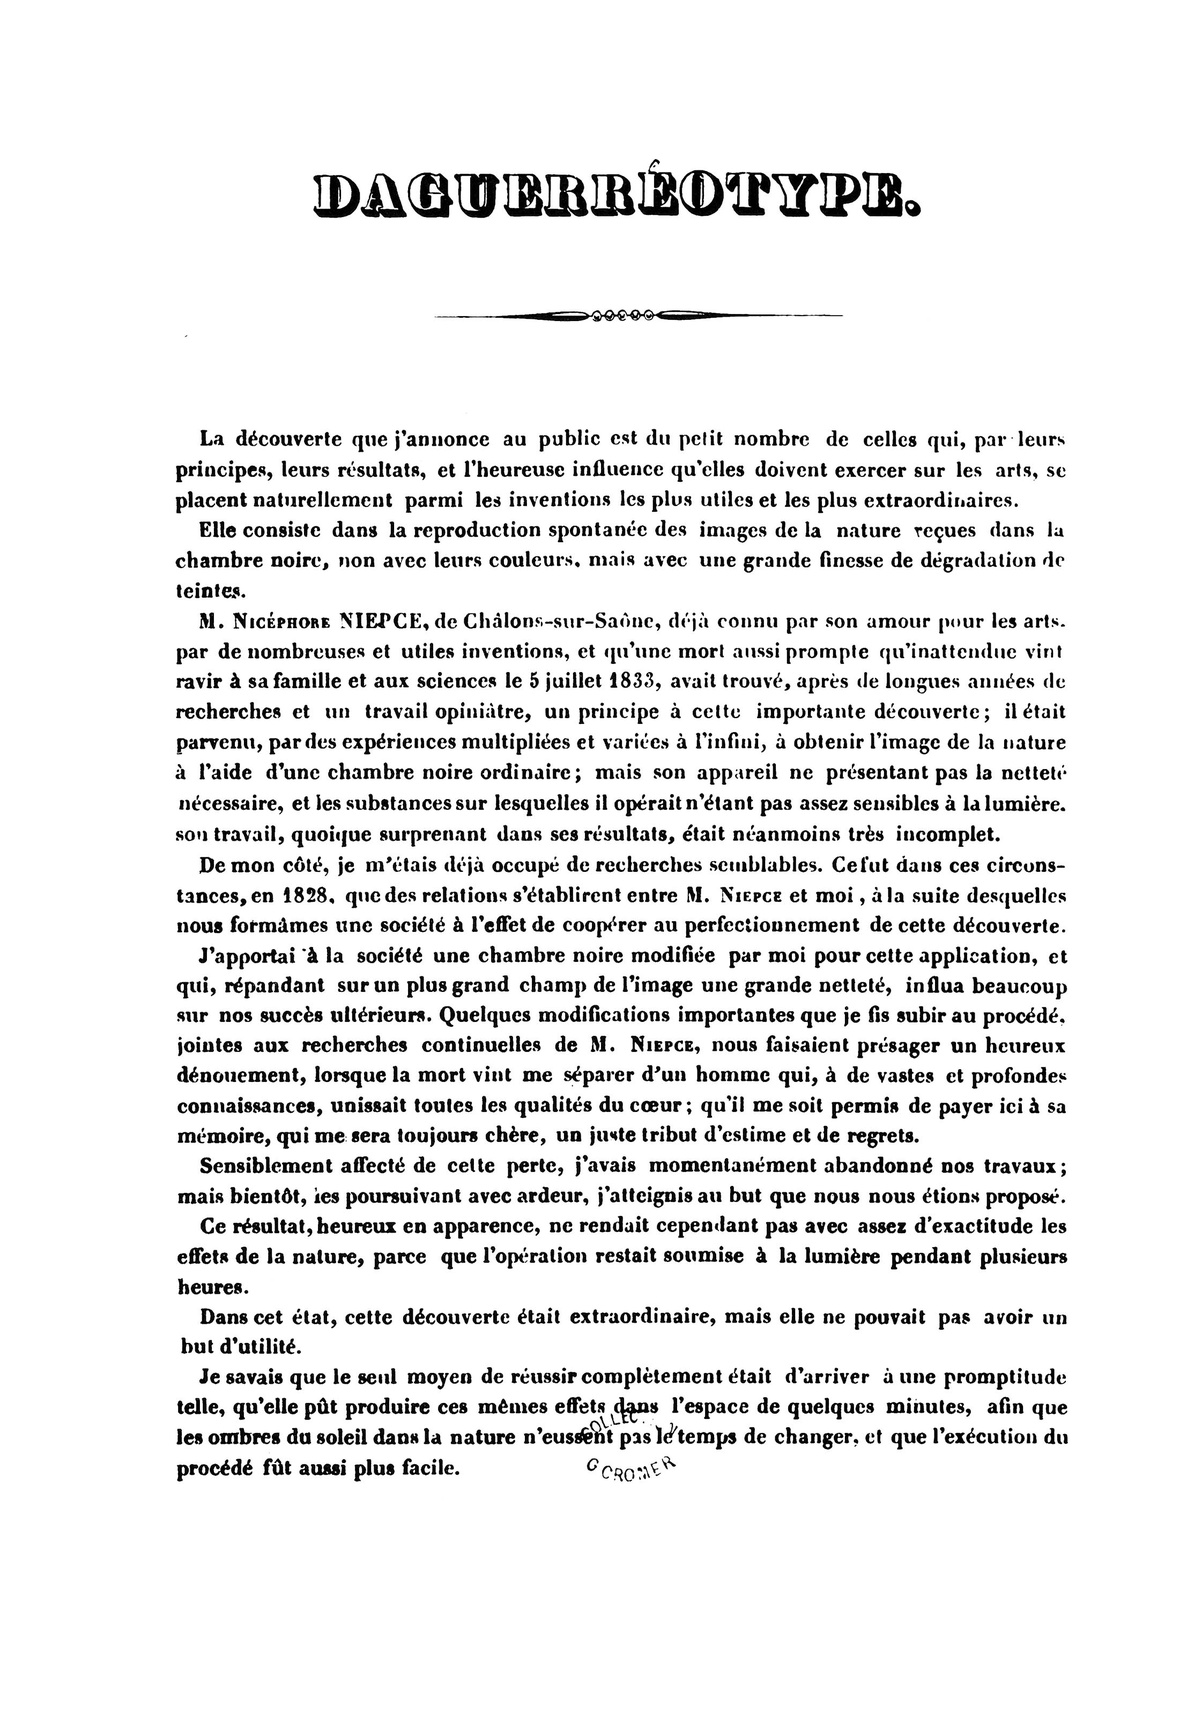 DAGUERRÉOTYPE.
La découverte que j'annonce au public est du petit nombre de celles qui, par leurs
principes, leurs résultats, et l'heureuse influence qu'elles doivent exercer sur les arts, se
placent naturellement parmi les inventions les plus utiles et les plus extraordinaires.
Elle consiste dans la reproduction spontanée des images de la nature reçues dans la
chambre noire, non avec leurs couleurs, mais avec une grande finesse de dégradation de
teintes.
M. NICÉPHORE NIEPCE, de Châlons-sur-Saône, déjà connu par son amour pour les arts.
par de nombreuses et utiles inventions, et qu'une mort aussi prompte qu'inattendue vint
ravir à sa famille et aux sciences le 5 juillet 1833, avait trouvé, après de longues années de
recherches et un travail opiniâtre, un principe à cette importante découverte; il était
parvenu, par des expériences multipliées et variées à l'infini, à obtenir l'image de la nature
à l'aide d'une chambre noire ordinaire; mais son appareil ne présentant pas la netteté
nécessaire, et les substances sur lesquelles il opérait n'étant pas assez sensibles à la lumière.
son travail, quoique surprenant dans ses résultats, était néanmoins très incomplet.
De mon côté, je m'étais déjà occupé de recherches semblables. Ce fut dans ces circons-
tances, en 1828, que des relations s'établirent entre M. NIEPCE et moi, à la suite desquelles
nous formâmes une société à l'effet de coopérer au perfectionnement de cette découverte.
J'apportai à la société une chambre noire modifiée par moi pour cette application, et
qui, répandant sur un plus grand champ de l'image une grande netteté, influa beaucoup
sur nos succès ultérieurs. Quelques modifications importantes que je fis subir au procédé,
jointes aux recherches continuelles de M. NIEPCE, nous faisaient présager un heureux
dénouement, lorsque la mort vint me séparer d'un homme qui, à de vastes et profondes
connaissances, unissait toutes les qualités du cœur; qu'il me soit permis de payer ici à sa
mémoire, qui me sera toujours chère, un juste tribut d'estime et de regrets.
Sensiblement affecté de cette perte, j'avais momentanément abandonné nos travaux;
mais bientôt, les poursuivant avec ardeur, j'atteignis au but que nous nous étions proposé.
Ce résultat, heureux en apparence, ne rendait cependant pas avec assez d'exactitude les
effets de la nature, parce que l'opération restait soumise à la lumière pendant plusieurs
heures.
Dans cet état, cette découverte était extraordinaire, mais elle ne pouvait pas avoir un
but d'utilité.
Je savais que le seul moyen de réussir complètement était d'arriver à une promptitude
telle, qu'elle pût produire ces mêmes effets dans l'espace de quelques minutes, afin que
les ombres du soleil dans la nature n'eussent pas le temps de changer, et que l'exécution du
procédé fût aussi plus facile.
COLLEC.
G CROMER